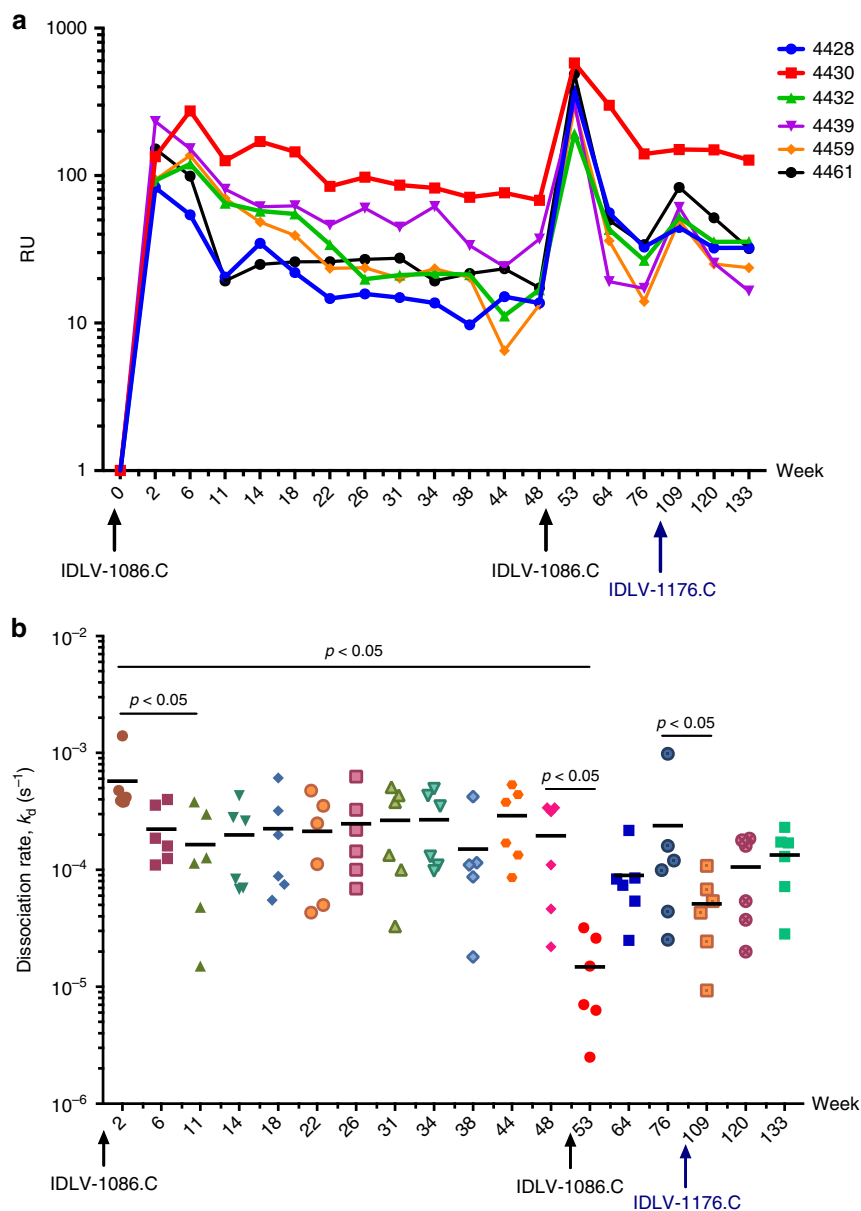 a
1000
100
10
1
RU
4428
4430
4432
4439
4459
4461
0 2 6 11 14 18 22 26 31 34 38 44 48 53 64 76 109 120 133 Week
IDLV-1086.C IDLV-1086.C
IDLV-1176.C
b
10⁻²
10⁻³
10⁻⁴
10⁻⁵
10⁻⁶
Dissociation rate, k_d (s⁻¹)
p < 0.05
p < 0.05
p < 0.05
p < 0.05
2 6 11 14 18 22 26 31 34 38 44 48 53 64 76 109 120 133 Week
IDLV-1086.C IDLV-1086.C
IDLV-1176.C